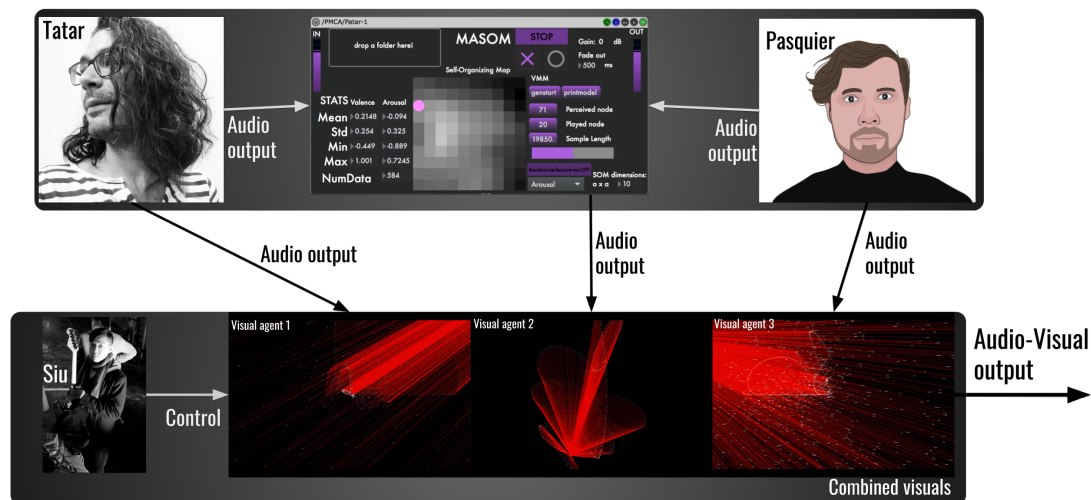 Tatar
/PMCA/Patar-1
IN
drop a folder here!
MASOM
STOP
Gain: 0 dB
OUT
Fade out
500 ms
Self-Organizing Map
VMM
genstart
printmodel
STATS Valence Arousal
Mean 0.2148 -0.094
Std 0.254 0.325
Min -0.449 -0.889
Max 1.001 0.7245
NumData 584
71 Perceived node
20 Played node
19850. Sample Length
SOM dimensions:
Arousal
a x a 10
Pasquier
Audio
output
Audio
output
Audio output
Audio
output
Audio
output
Siu
Control
Visual agent 1
Visual agent 2
Visual agent 3
Combined visuals
Audio-Visual
output